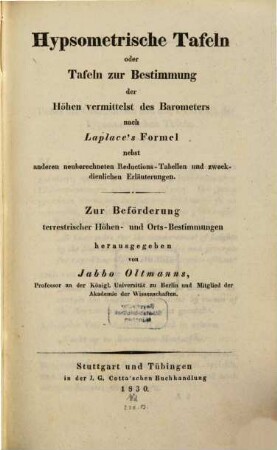 Hypsometrische Tafeln
oder
Tafeln zur Bestimmung
der
Höhen vermittelst des Barometers
nach
Laplace's Formel
nebst
anderen neuberechneten Reductions-Tabellen und zweck-
dienlichen Erläuterungen.
Zur Beförderung
terrestrischer Höhen- und Orts-Bestimmungen
herausgegeben
von
Jabbo Oltmanns,
Professor an der Königl. Universität zu Berlin und Mitglied der
Akademie der Wissenschaften.
Stuttgart und Tübingen
in der J. G. Cotta'schen Buchhandlung
1830.